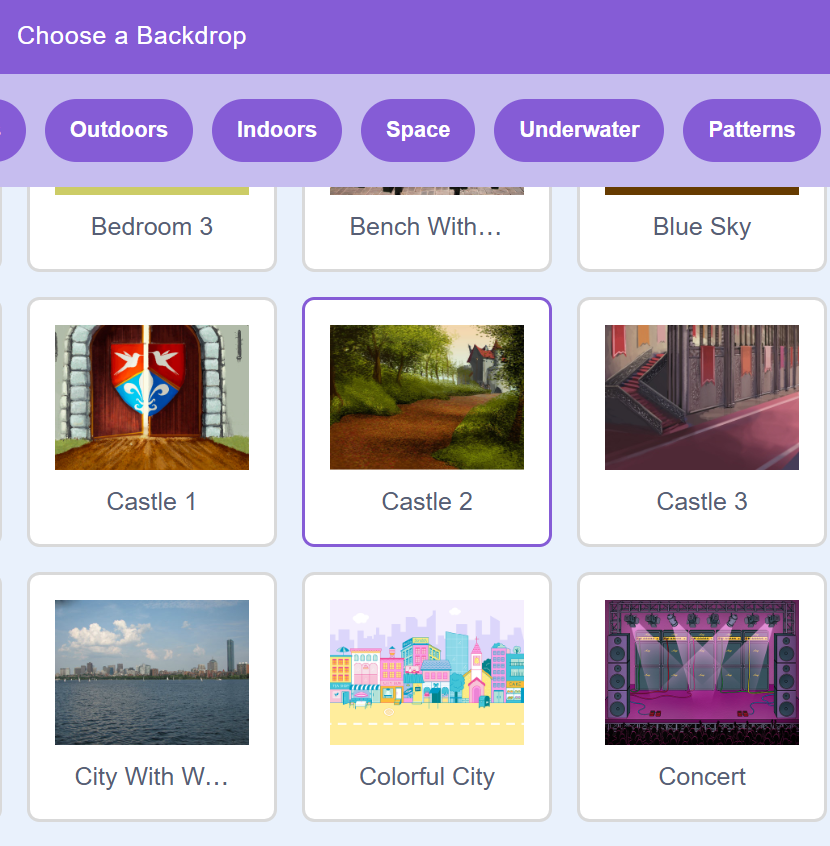 Choose a Backdrop
Outdoors Indoors Space Underwater Patterns
Bedroom 3 Bench With... Blue Sky
Castle 1 Castle 2 Castle 3
City With W... Colorful City Concert